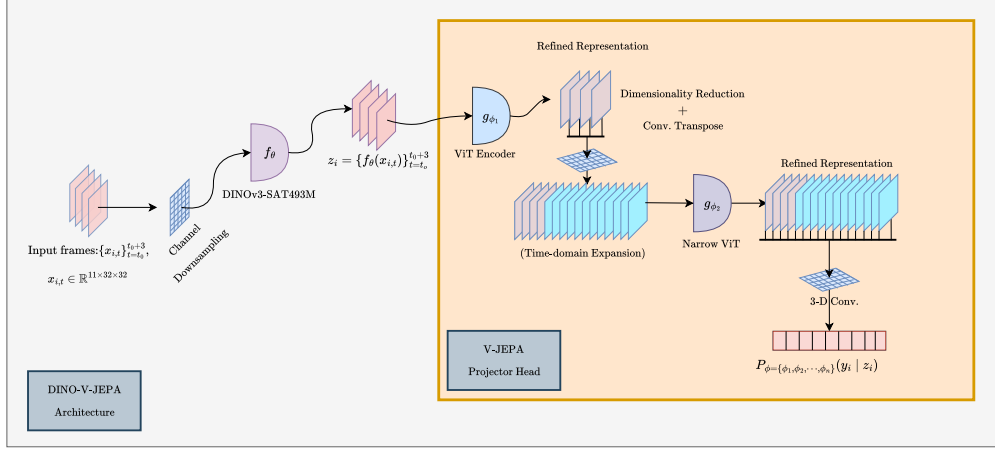 Input frames:$\{x_{i,t}\}_{t=t_0}^{t_0+3}$,
$x_{i,t} \in \mathbb{R}^{11\times32\times32}$
Channel
Downsampling
$f_\theta$
DINOv3-SAT493M
$z_i = \{f_\theta(x_{i,t})\}_{t=t_o}^{t_0+3}$
$g_{\phi_1}$
ViT Encoder
Refined Representation
Dimensionality Reduction
+
Conv. Transpose
(Time-domain Expansion)
$g_{\phi_2}$
Narrow ViT
Refined Representation
3-D Conv.
$P_{\phi=\{\phi_1,\phi_2,\cdots,\phi_n\}}(y_i \mid z_i)$
V-JEPA
Projector Head
DINO-V-JEPA
Architecture